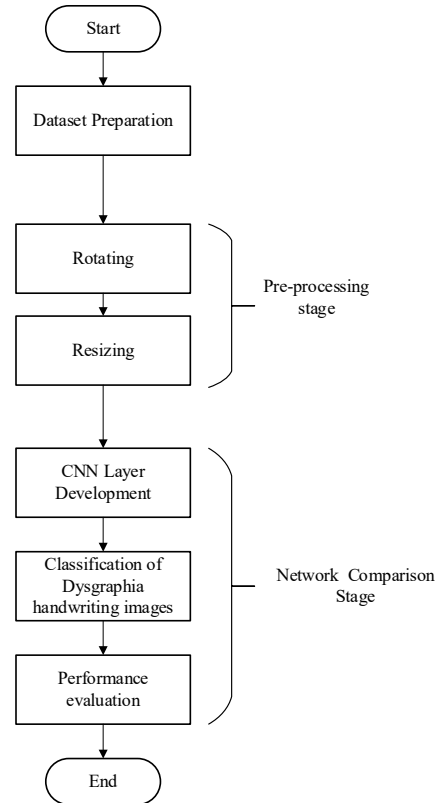 Start
Dataset Preparation
Rotating
Resizing
Pre-processing
stage
CNN Layer
Development
Classification of
Dysgraphia
handwriting images
Performance
evaluation
Network Comparison
Stage
End